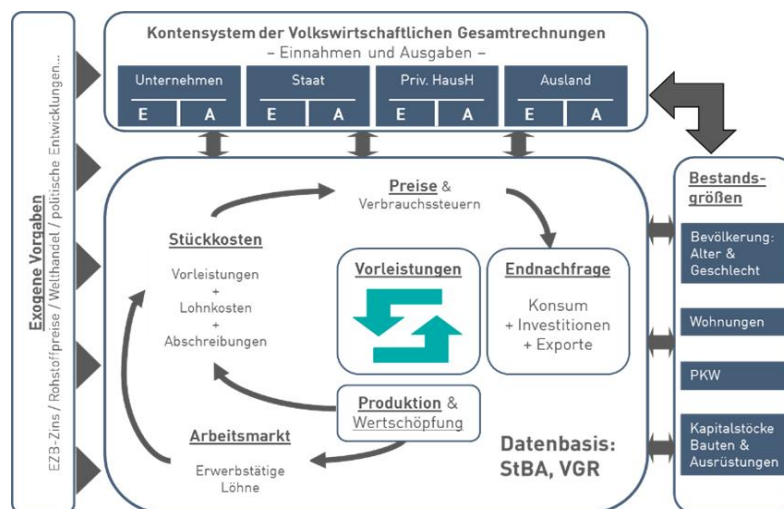 Kontensystem der Volkswirtschaftlichen Gesamtrechnungen
– Einnahmen und Ausgaben –
Unternehmen
E A
Staat
E A
Priv. HausH
E A
Ausland
E A
Exogene Vorgaben
EZB-Zins / Rohstoffpreise / Welthandel / politische Entwicklungen...
Preise &
Verbrauchssteuern
Stückkosten
Vorleistungen
+
Lohnkosten
+
Abschreibungen
Vorleistungen
Endnachfrage
Konsum
+ Investitionen
+ Exporte
Produktion &
Wertschöpfung
Arbeitsmarkt
Erwerbstätige
Löhne
Datenbasis:
StBA, VGR
Bestands-
größen
Bevölkerung:
Alter &
Geschlecht
Wohnungen
PKW
Kapitalstöcke
Bauten &
Ausrüstungen